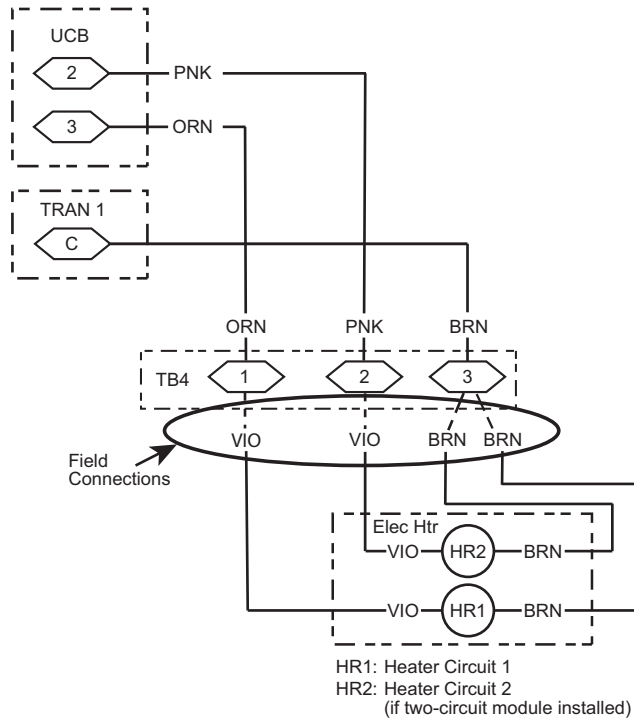 UCB
2 PNK
3 ORN
TRAN 1
C
ORN PNK BRN
TB4 1 2 3
VIO VIO BRN BRN
Field
Connections
Elec Htr
VIO HR2 BRN
VIO HR1 BRN
HR1: Heater Circuit 1
HR2: Heater Circuit 2
(if two-circuit module installed)